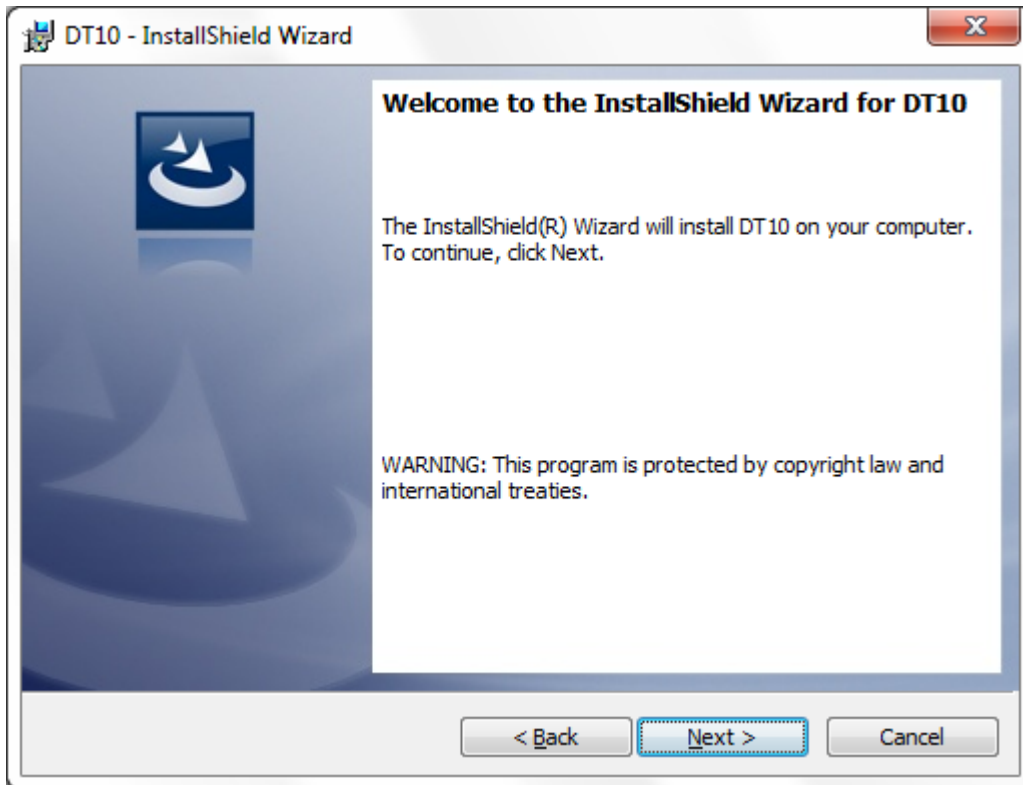 DT10 - InstallShield Wizard
Welcome to the InstallShield Wizard for DT10
The InstallShield(R) Wizard will install DT10 on your computer.
To continue, click Next.
WARNING: This program is protected by copyright law and
international treaties.
< Back
Next >
Cancel